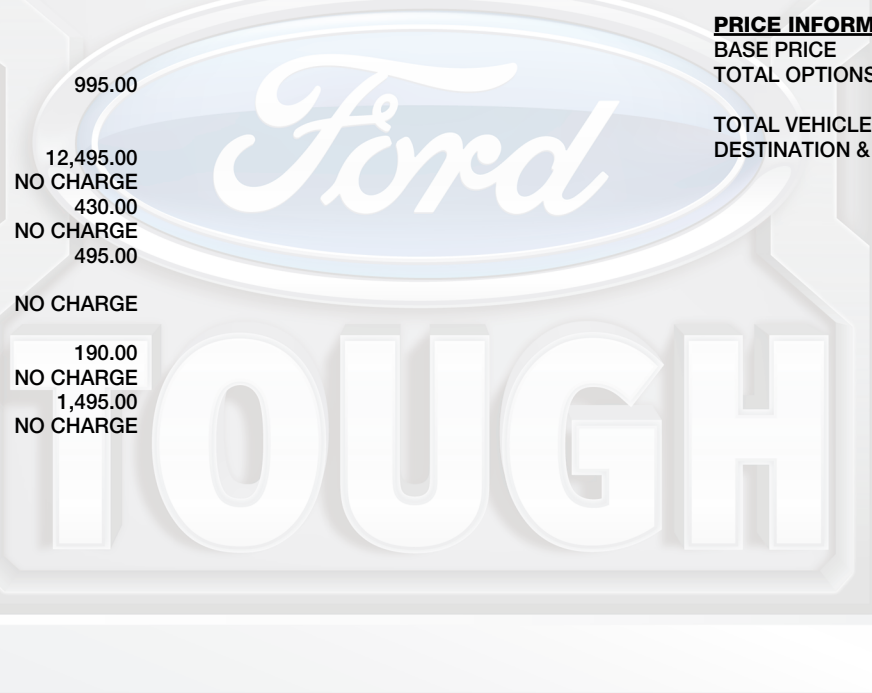 995.00
12,495.00
NO CHARGE
430.00
NO CHARGE
495.00
NO CHARGE
190.00
NO CHARGE
1,495.00
NO CHARGE
PRICE INFORM
BASE PRICE
TOTAL OPTIONS
TOTAL VEHICLE
DESTINATION &
Ford
TOUGH